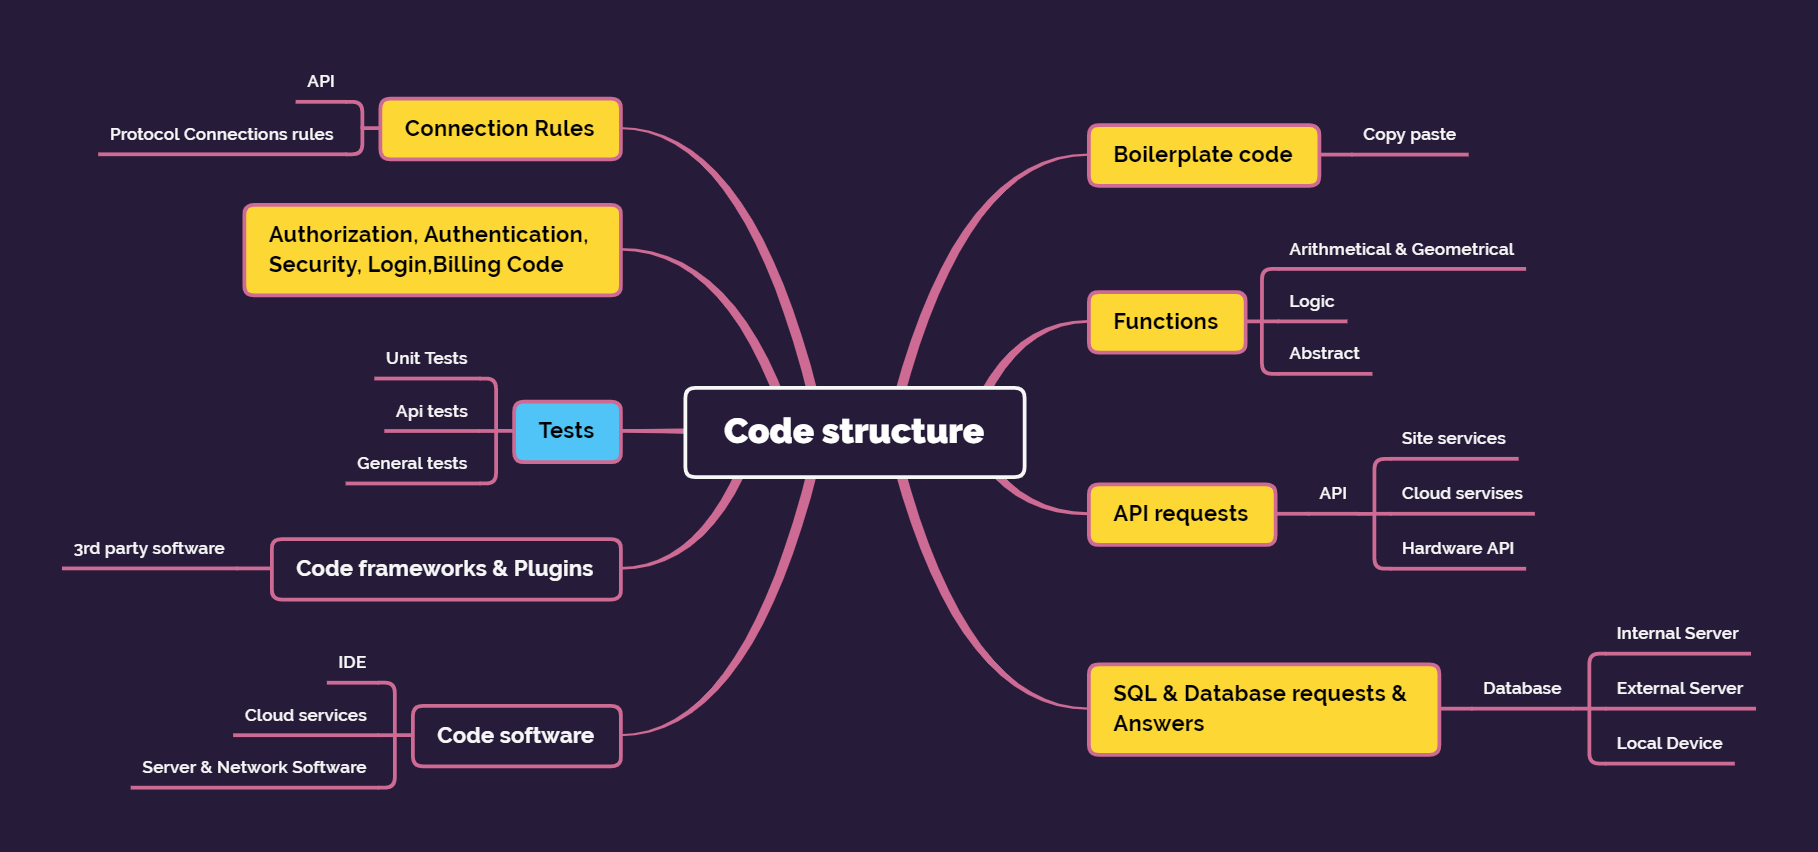 Code structure
Boilerplate code
Copy paste
Functions
Arithmetical & Geometrical
Logic
Abstract
API requests
API
Site services
Cloud servises
Hardware API
SQL & Database requests &
Answers
Database
Internal Server
External Server
Local Device
Connection Rules
API
Protocol Connections rules
Authorization, Authentication,
Security, Login,Billing Code
Tests
Unit Tests
Api tests
General tests
Code frameworks & Plugins
3rd party software
Code software
IDE
Cloud services
Server & Network Software